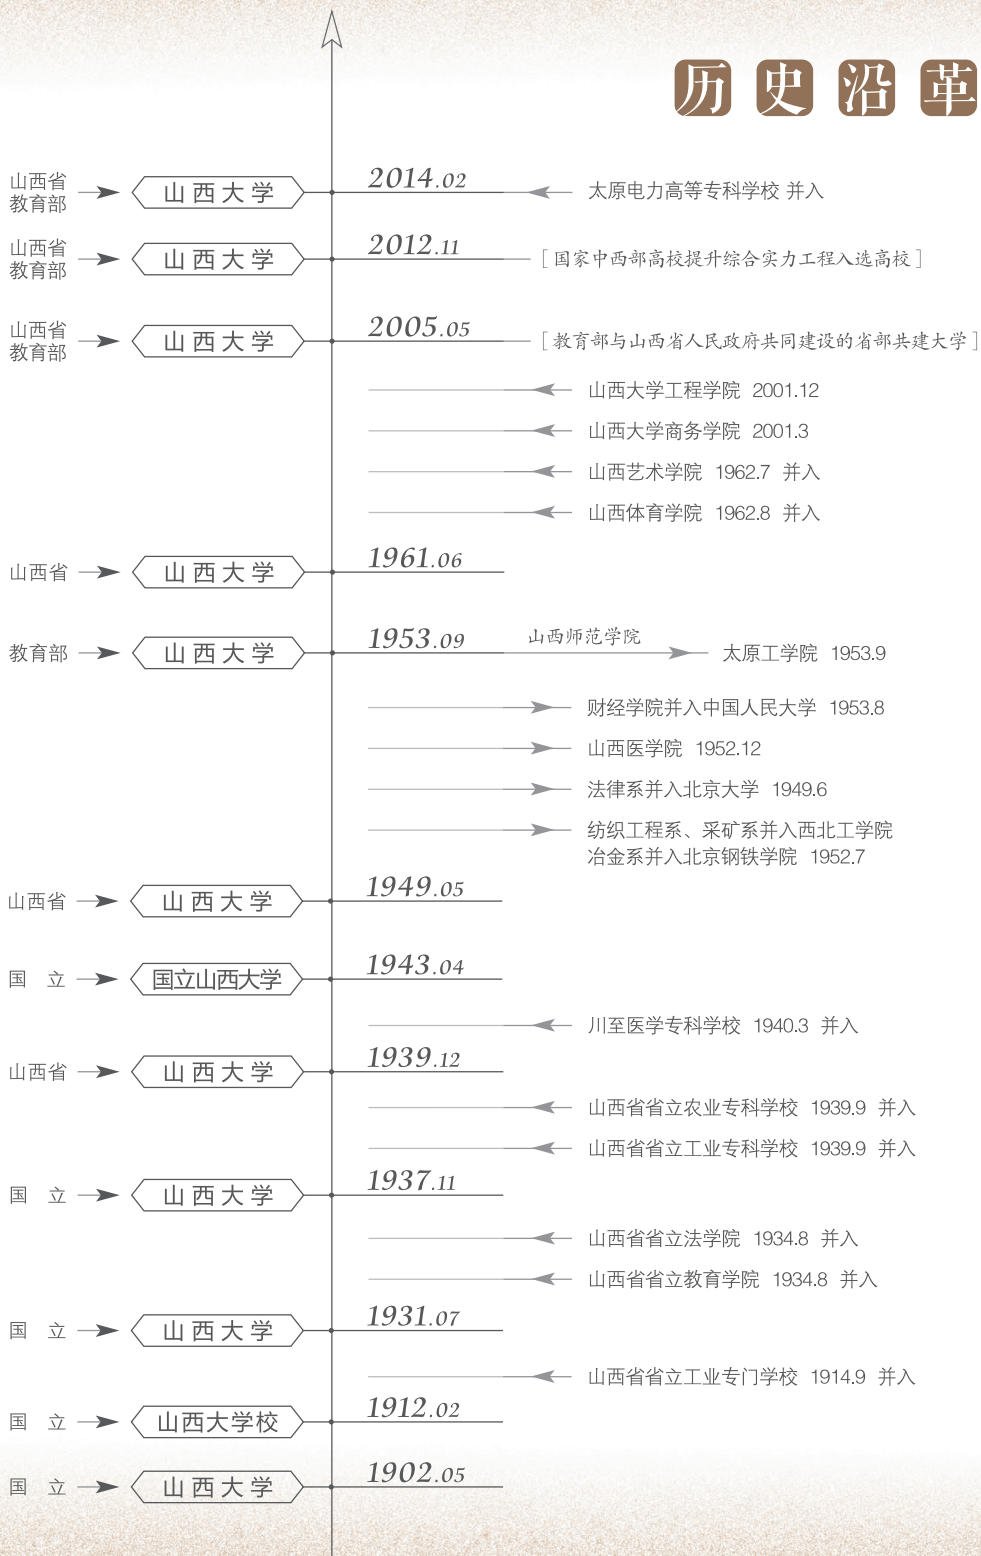 历史沿革
山西省
教育部
山西大学
2014.02
太原电力高等专科学校 并入
山西省
教育部
山西大学
2012.11
[国家中西部高校提升综合实力工程入选高校]
山西省
教育部
山西大学
2005.05
[教育部与山西省人民政府共同建设的省部共建大学]
山西大学工程学院 2001.12
山西大学商务学院 2001.3
山西艺术学院 1962.7 并入
山西体育学院 1962.8 并入
山西省
山西大学
1961.06
教育部
山西大学
1953.09
山西师范学院
太原工学院 1953.9
财经学院并入中国人民大学 1953.8
山西医学院 1952.12
法律系并入北京大学 1949.6
纺织工程系、采矿系并入西北工学院
冶金系并入北京钢铁学院 1952.7
山西省
山西大学
1949.05
国 立
国立山西大学
1943.04
川至医学专科学校 1940.3 并入
山西省
山西大学
1939.12
山西省省立农业专科学校 1939.9 并入
山西省省立工业专科学校 1939.9 并入
国 立
山西大学
1937.11
山西省省立法学院 1934.8 并入
山西省省立教育学院 1934.8 并入
国 立
山西大学
1931.07
山西省省立工业专门学校 1914.9 并入
国 立
山西大学校
1912.02
国 立
山西大学
1902.05